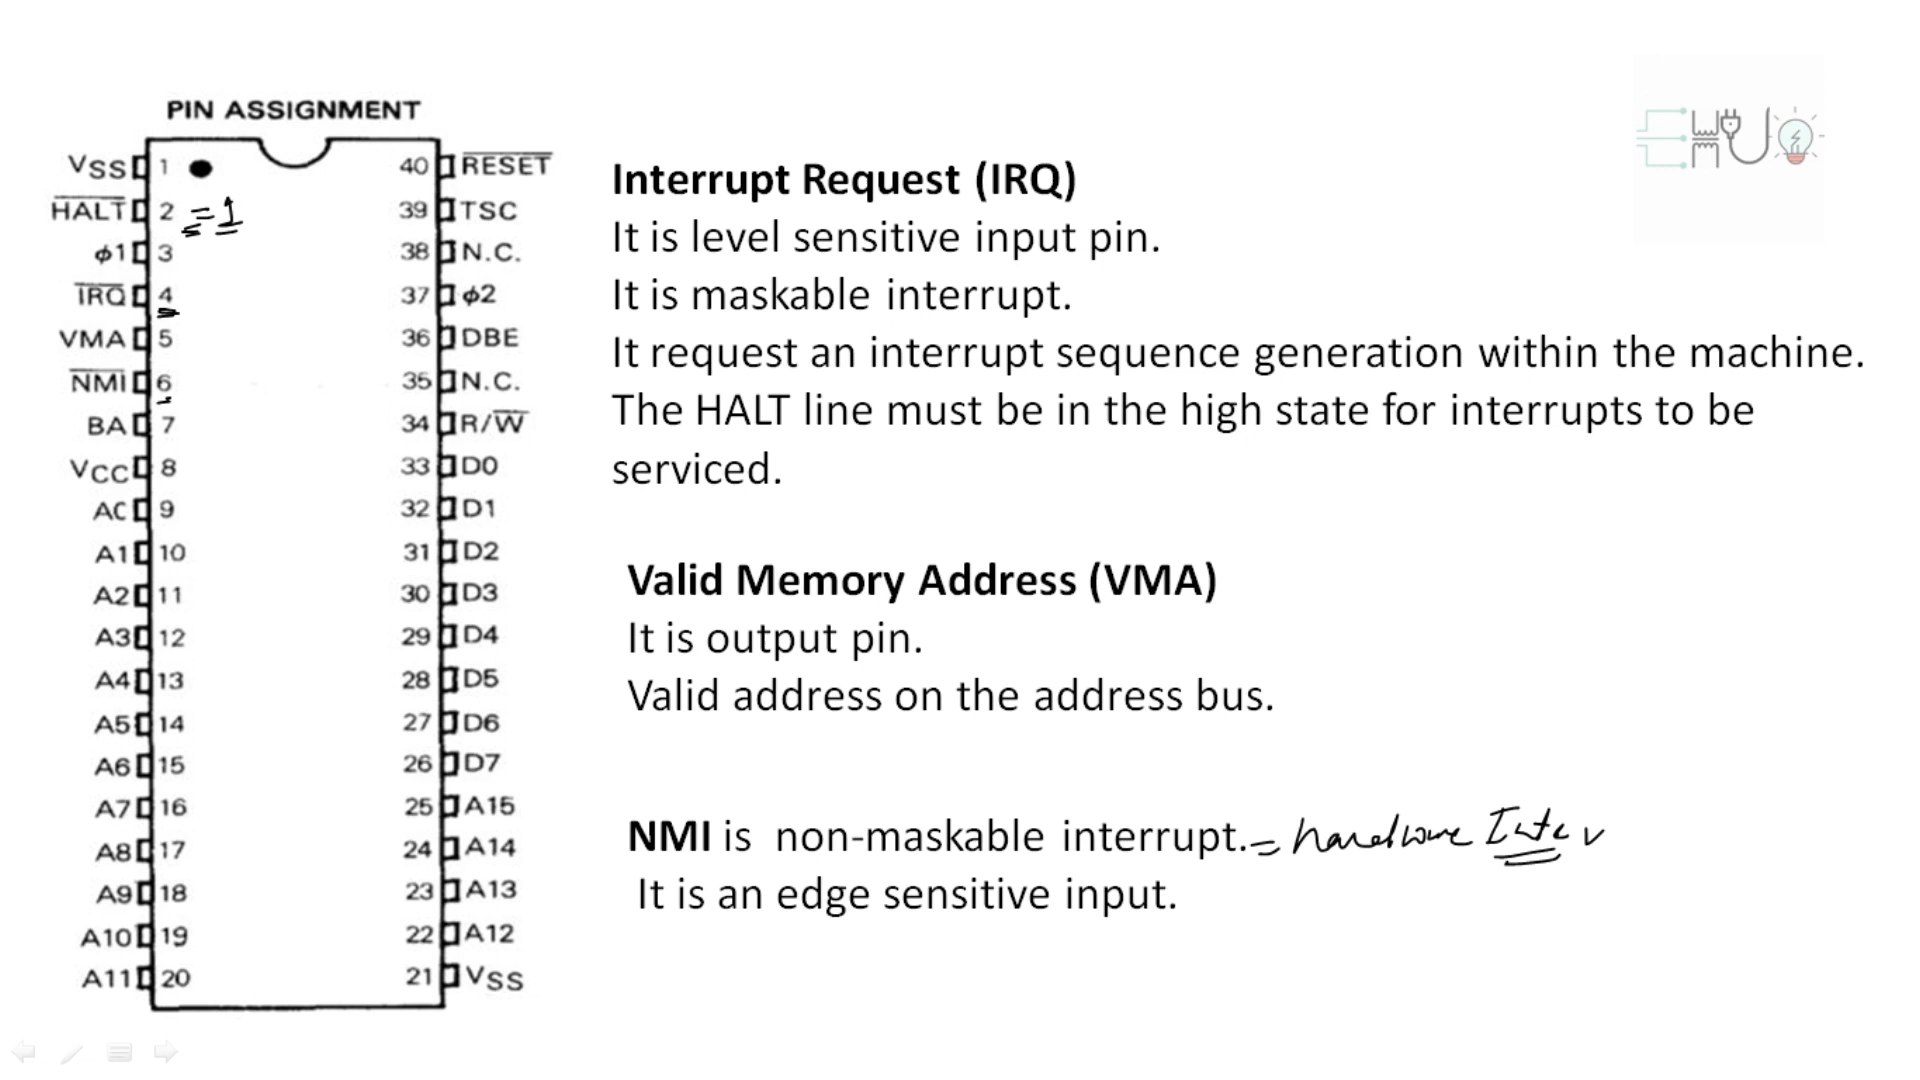 PIN ASSIGNMENT
VSS 1 40 RESET
HALT 2 = 1 39 TSC
ϕ1 3 38 N.C.
IRQ 4 37 ϕ2
VMA 5 36 DBE
NMI 6 35 N.C.
BA 7 34 R/W
VCC 8 33 D0
AC 9 32 D1
A1 10 31 D2
A2 11 30 D3
A3 12 29 D4
A4 13 28 D5
A5 14 27 D6
A6 15 26 D7
A7 16 25 A15
A8 17 24 A14
A9 18 23 A13
A10 19 22 A12
A11 20 21 VSS
Interrupt Request (IRQ)
It is level sensitive input pin.
It is maskable interrupt.
It request an interrupt sequence generation within the machine.
The HALT line must be in the high state for interrupts to be
serviced.
Valid Memory Address (VMA)
It is output pin.
Valid address on the address bus.
NMI is non-maskable interrupt. = hardware
It is an edge sensitive input.